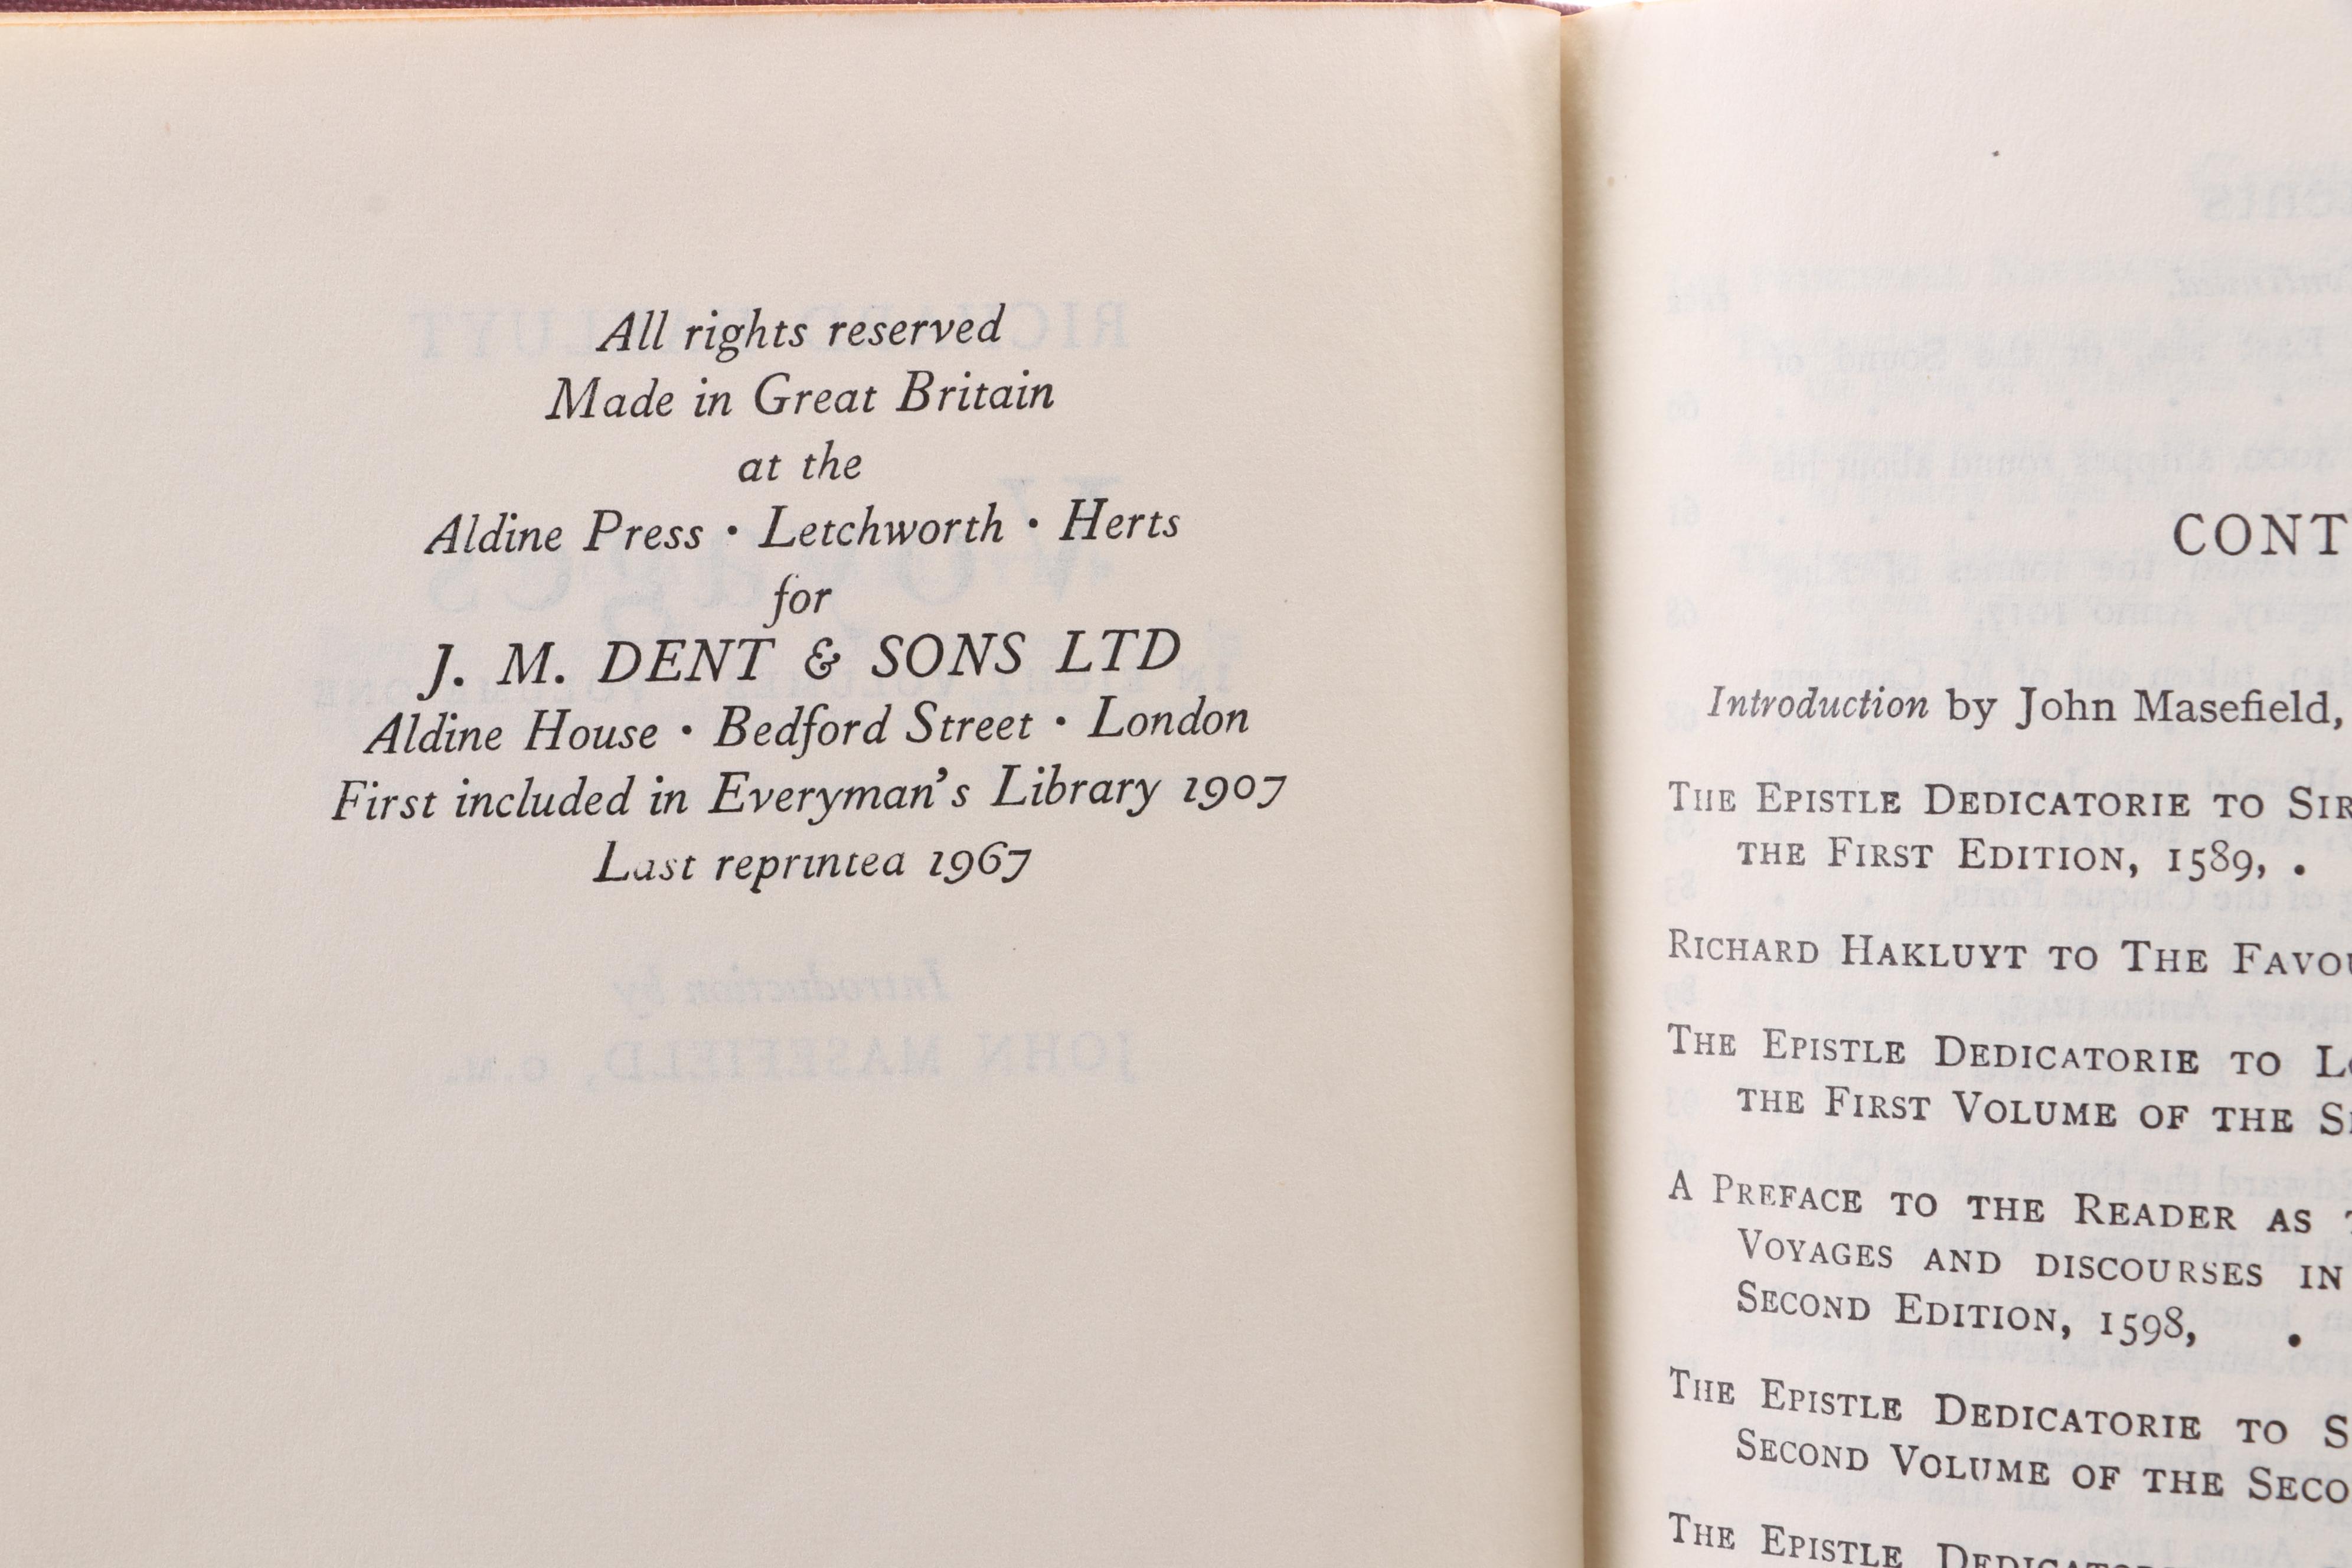 All rights reserved
Made in Great Britain
at the
Aldine Press · Letchworth · Herts
for
J. M. DENT & SONS LTD
Aldine House · Bedford Street · London
First included in Everyman's Library 1907
Last reprinted 1967
CONT
Introduction by John Masefield,
THE EPISTLE DEDICATORIE TO SIR
THE FIRST EDITION, 1589, .
RICHARD HAKLUYT TO THE FAVOU
THE EPISTLE DEDICATORIE TO LO
THE FIRST VOLUME OF THE SE
A PREFACE TO THE READER AS T
VOYAGES AND DISCOURSES IN
SECOND EDITION, 1598, .
THE EPISTLE DEDICATORIE TO S
SECOND VOLUME OF THE SECO
THE EPISTLE DEDICATOR